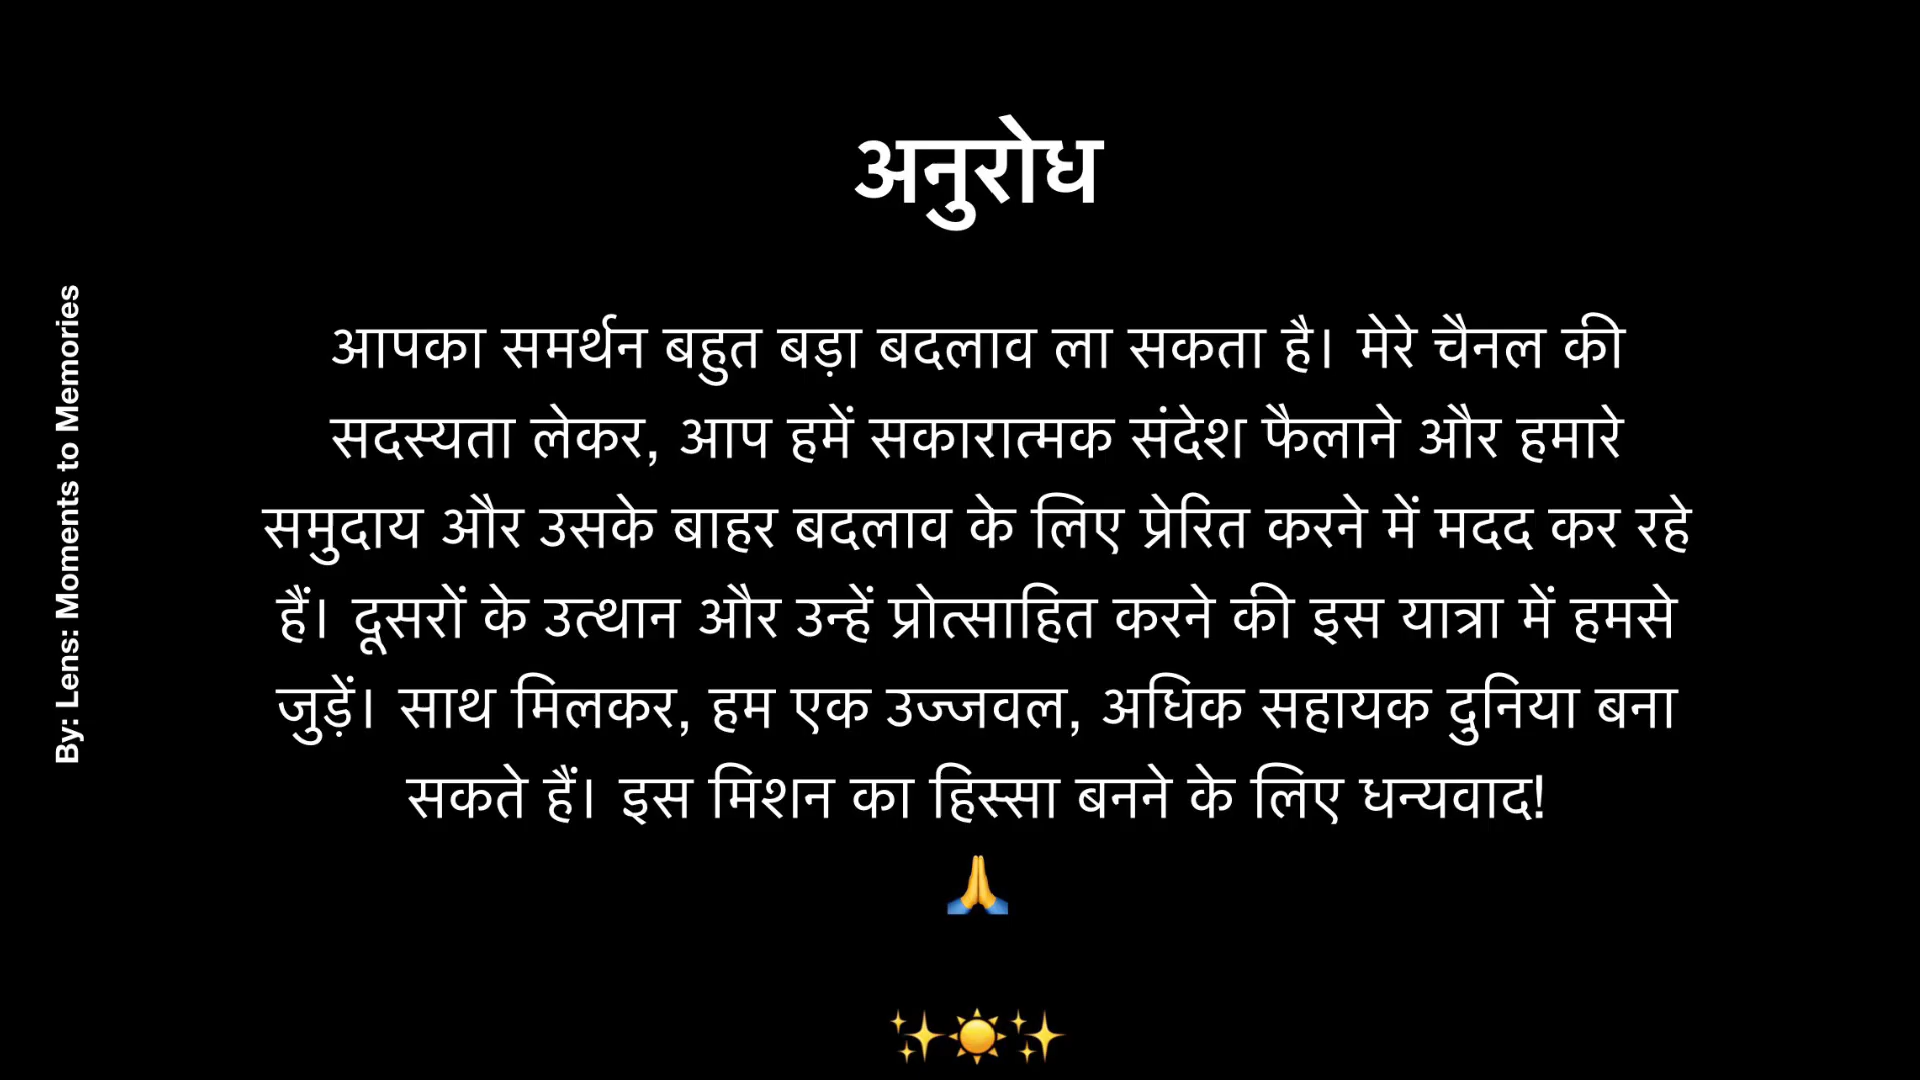 अनुरोध
आपका समर्थन बहुत बड़ा बदलाव ला सकता है। मेरे चैनल की
सदस्यता लेकर, आप हमें सकारात्मक संदेश फैलाने और हमारे
समुदाय और उसके बाहर बदलाव के लिए प्रेरित करने में मदद कर रहे
हैं। दूसरों के उत्थान और उन्हें प्रोत्साहित करने की इस यात्रा में हमसे
जुड़ें। साथ मिलकर, हम एक उज्जवल, अधिक सहायक दुनिया बना
सकते हैं। इस मिशन का हिस्सा बनने के लिए धन्यवाद!
🙏
✨☀️✨
By: Lens: Moments to Memories